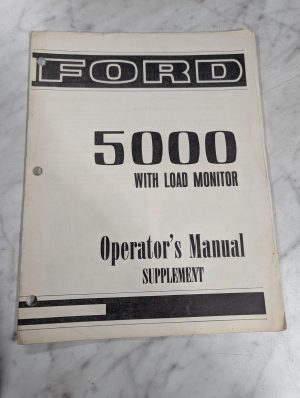 FORD
5000
WITH LOAD MONITOR
Operator's Manual
SUPPLEMENT